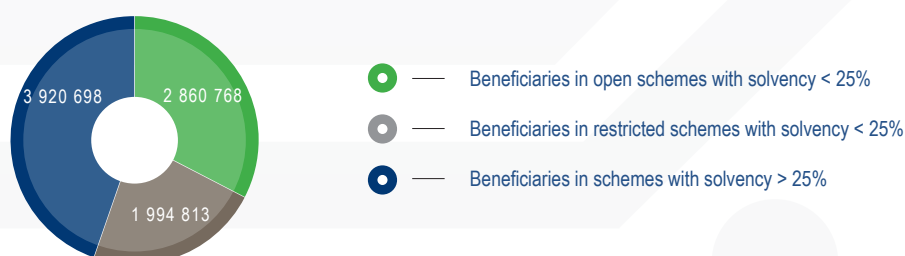 3 920 698
2 860 768
1 994 813
Beneficiaries in open schemes with solvency < 25%
Beneficiaries in restricted schemes with solvency < 25%
Beneficiaries in schemes with solvency > 25%